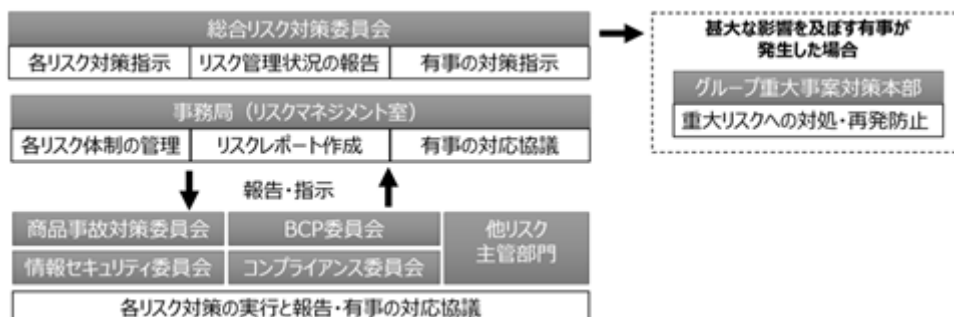 総合リスク対策委員会
各リスク対策指示
リスク管理状況の報告
有事の対策指示
事務局（リスクマネジメント室）
各リスク体制の管理
リスクレポート作成
有事の対応協議
報告・指示
商品事故対策委員会
BCP委員会
他リスク
主管部門
情報セキュリティ委員会
コンプライアンス委員会
各リスク対策の実行と報告・有事の対応協議
甚大な影響を及ぼす有事が
発生した場合
グループ重大事案対策本部
重大リスクへの対処・再発防止